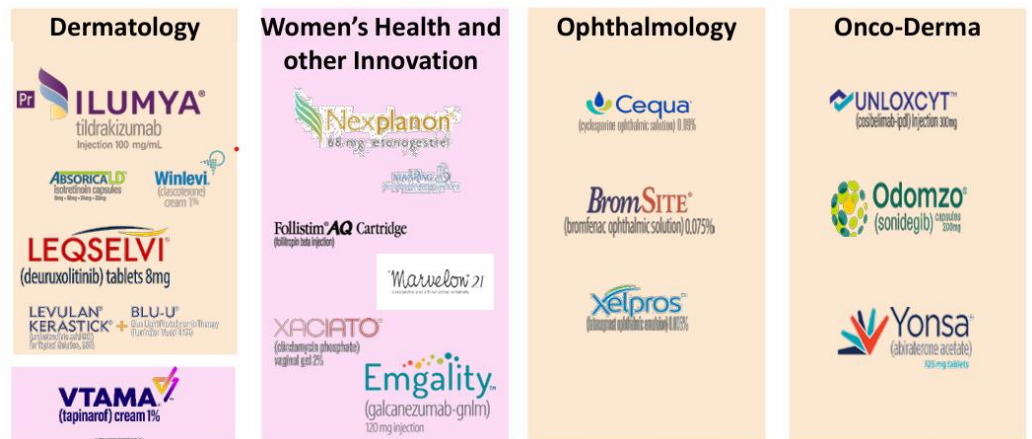 Dermatology
Pr ILUMYA®
tildrakizumab
Injection 100 mg/mL
ABSORICA LD®
isotretinoin capsules
Winlevi®
(clascoterone)
cream 1%
LEQSELVI®
(deuruxolitinib) tablets 8mg
LEVULAN®
KERASTICK®
+
BLU-U®
VTAMA®
(tapinarof) cream 1%
Women's Health and
other Innovation
Nexplanon®
68 mg etonogestrel
Follistim® AQ Cartridge
(follitropin beta injection)
Marvelon® 21
XACIATO®
(clindamycin phosphate)
vaginal gel 2%
Emgality™
(galcanezumab-gnlm)
120 mg injection
Ophthalmology
Cequa®
(cyclosporine ophthalmic solution) 0.09%
BromSite®
(bromfenac ophthalmic solution) 0.075%
Xelpros™
Onco-Derma
UNLOXCYT™
(cosibelimab-ipdl) Injection 300mg
Odomzo®
(sonidegib) capsules
200mg
Yonsa®
(abiraterone acetate)
125 mg tablets